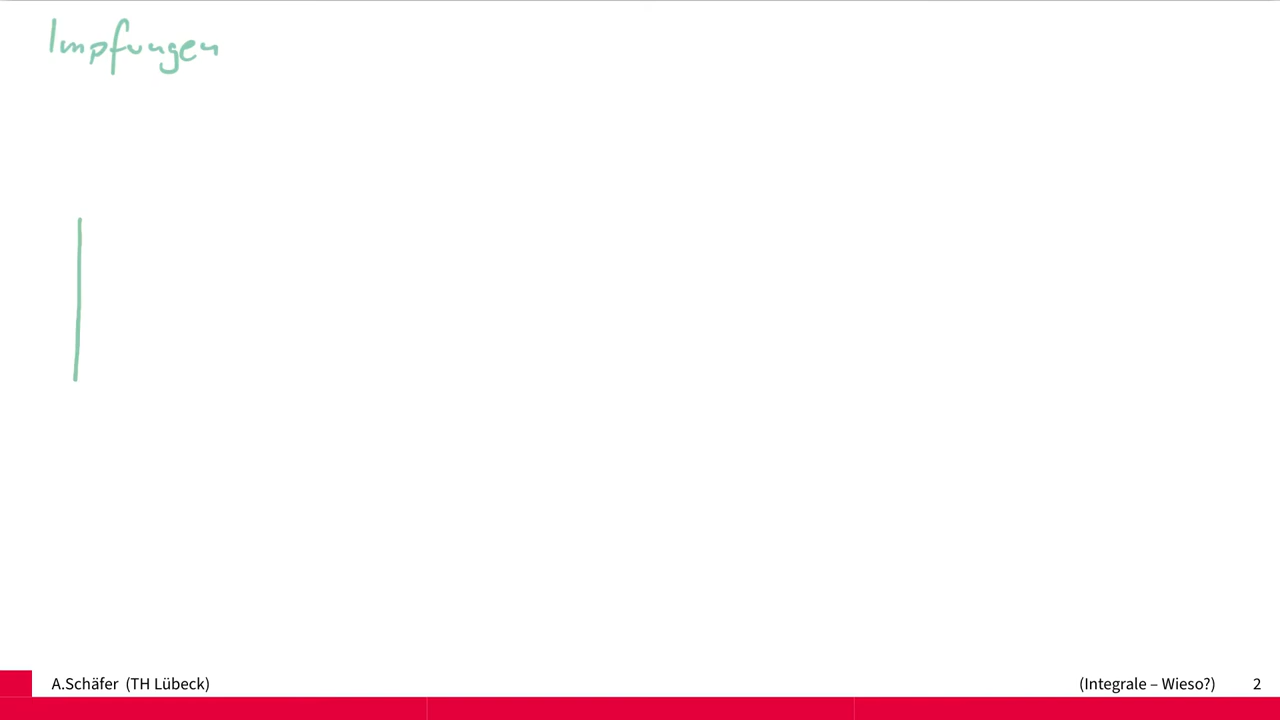 Impfungen
A.Schäfer (TH Lübeck)
(Integrale – Wieso?)
2